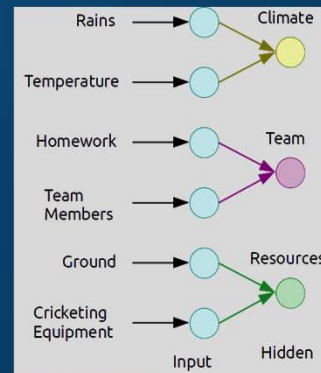 Rains
Climate
Temperature
Homework
Team
Team
Members
Ground
Resources
Cricketing
Equipment
Input
Hidden